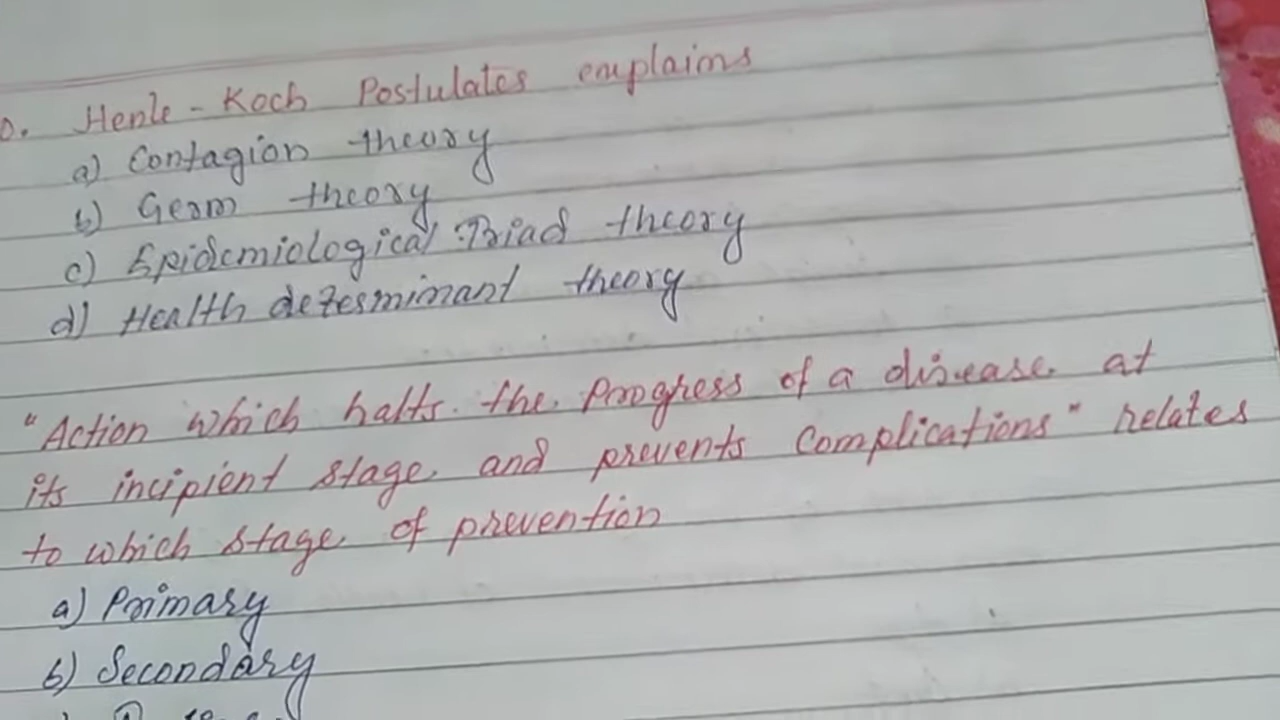 0. Henle - Koch Postulates explains
a) Contagion theory
b) Germ theory
c) Epidemiological Triad theory
d) Health determinant theory
"Action which halts the Progress of a disease at
its incipient stage and prevents Complications" relates
to which stage of prevention
a) Primary
b) Secondary